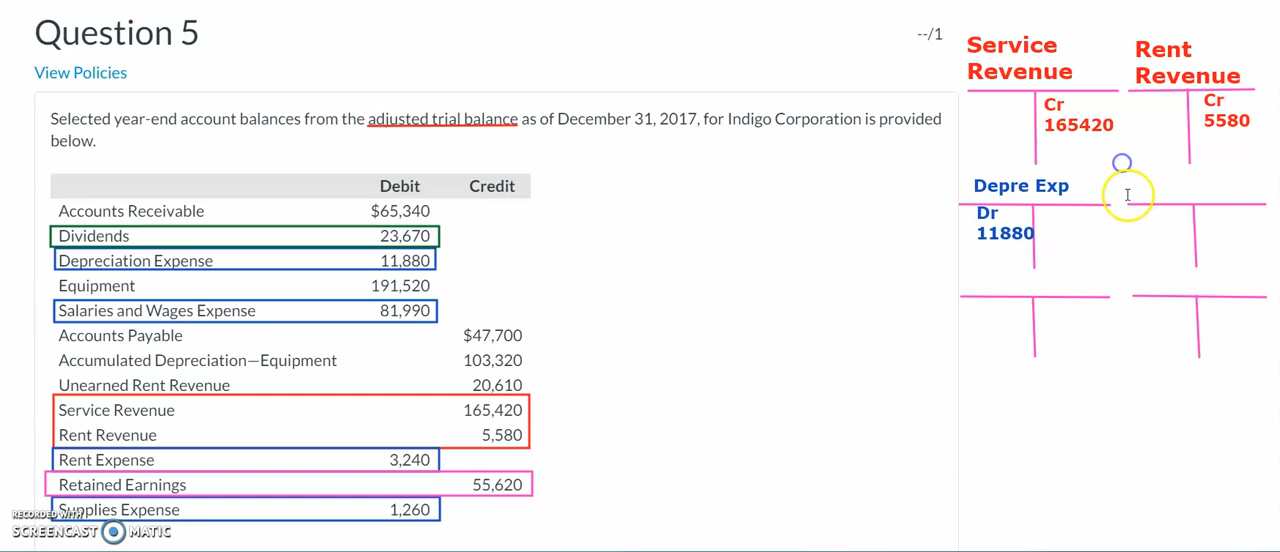 Question 5
--/1
View Policies
Selected year-end account balances from the adjusted trial balance as of December 31, 2017, for Indigo Corporation is provided
below.
Debit Credit
Accounts Receivable $65,340
Dividends 23,670
Depreciation Expense 11,880
Equipment 191,520
Salaries and Wages Expense 81,990
Accounts Payable $47,700
Accumulated Depreciation—Equipment 103,320
Unearned Rent Revenue 20,610
Service Revenue 165,420
Rent Revenue 5,580
Rent Expense 3,240
Retained Earnings 55,620
Supplies Expense 1,260
Service
Revenue
Cr
165420
Rent
Revenue
Cr
5580
Depre Exp
Dr
11880
RECORDED WITH
SCREENCAST MATIC